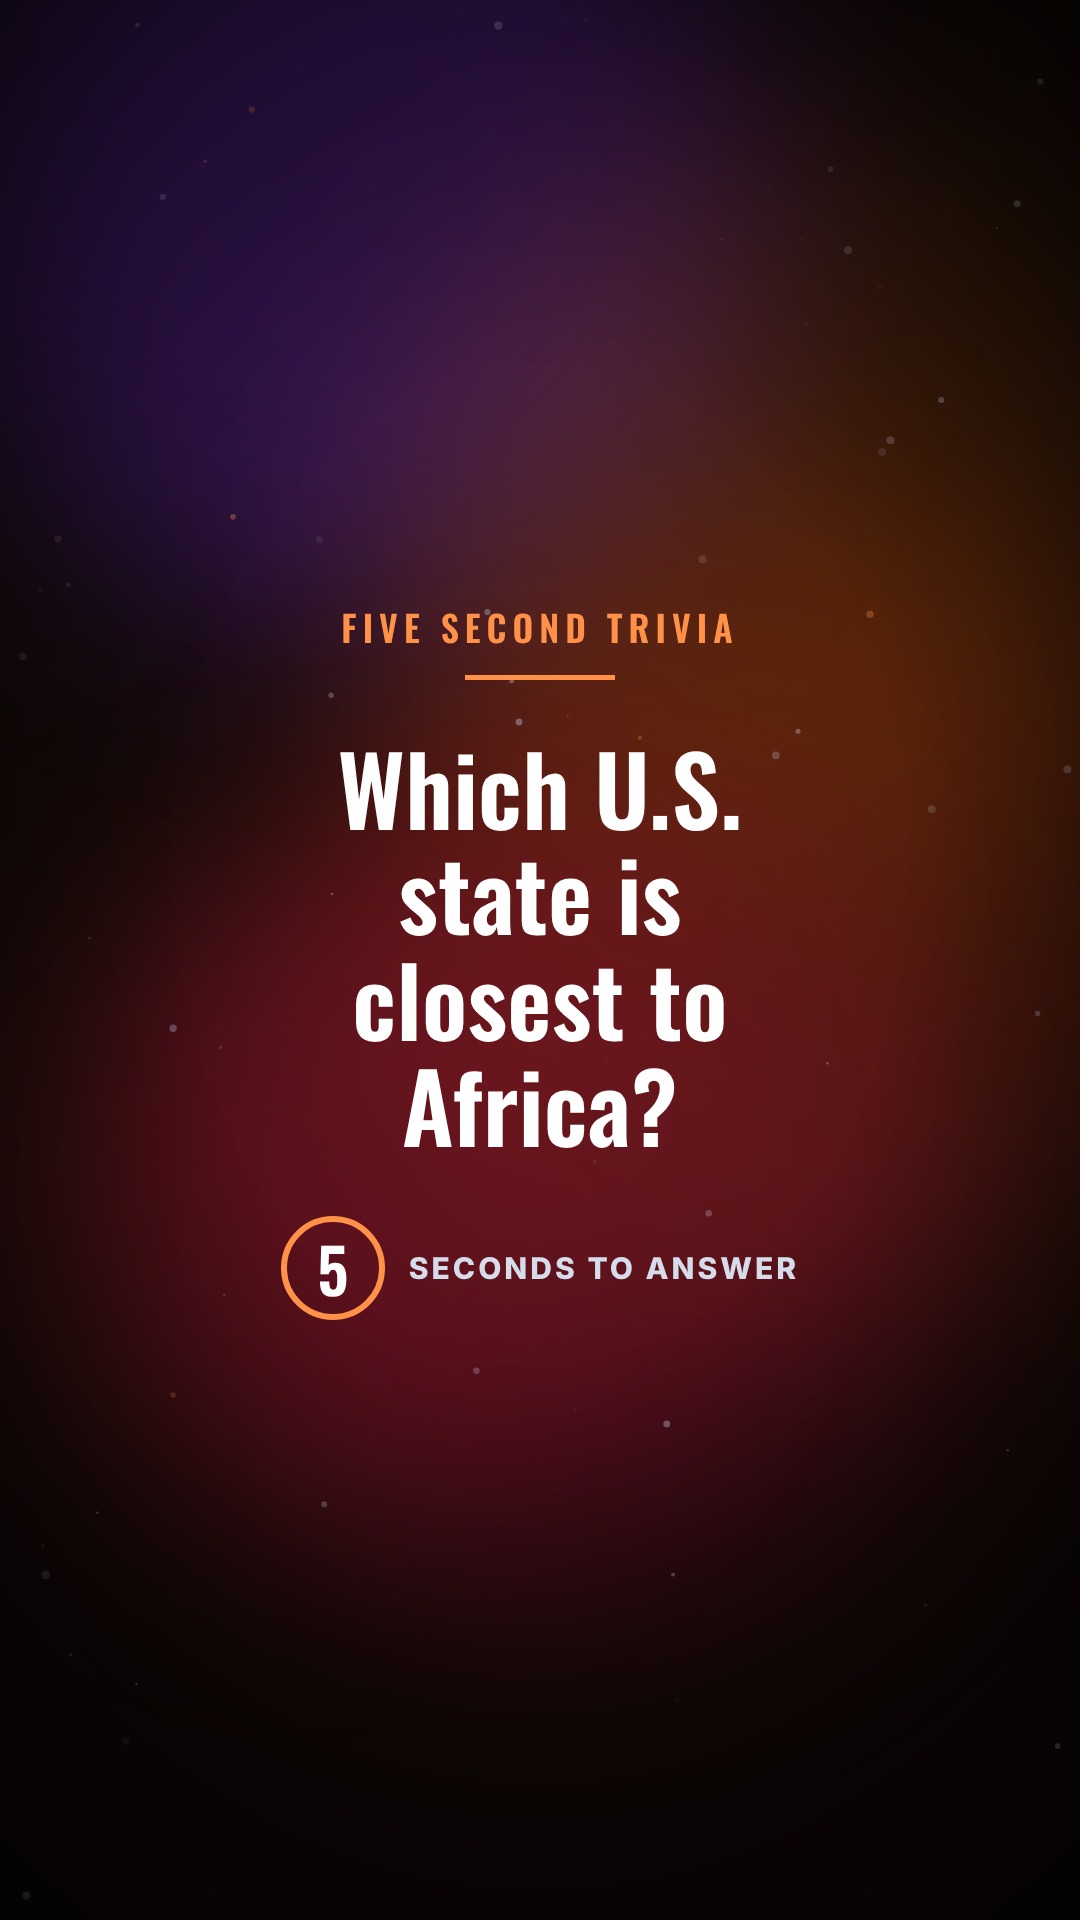 FIVE SECOND TRIVIA
Which U.S.
state is
closest to
Africa?
5 SECONDS TO ANSWER